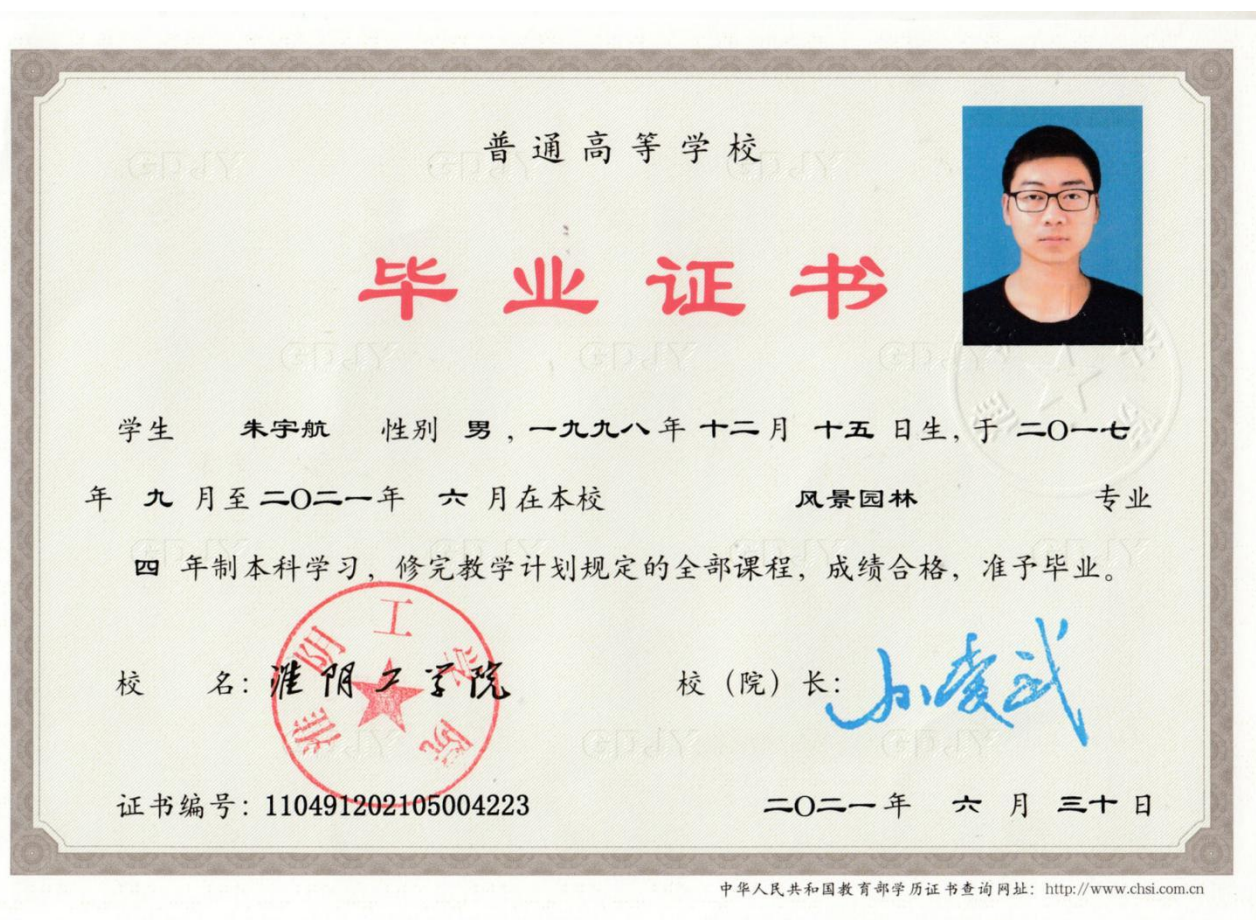 普通高等学校
毕业证书
学生 朱宇航 性别 男，一九九八年 十二月 十五 日生，于 二〇一七
年 九 月至二〇二一年 六 月在本校 风景园林 专业
四 年制本科学习，修完教学计划规定的全部课程，成绩合格，准予毕业。
校 名：淮阴工学院 校（院）长：
淮阴工学院
证书编号：110491202105004223 二〇二一年 六 月 三十 日
中华人民共和国教育部学历证书查询网址：http://www.chsi.com.cn